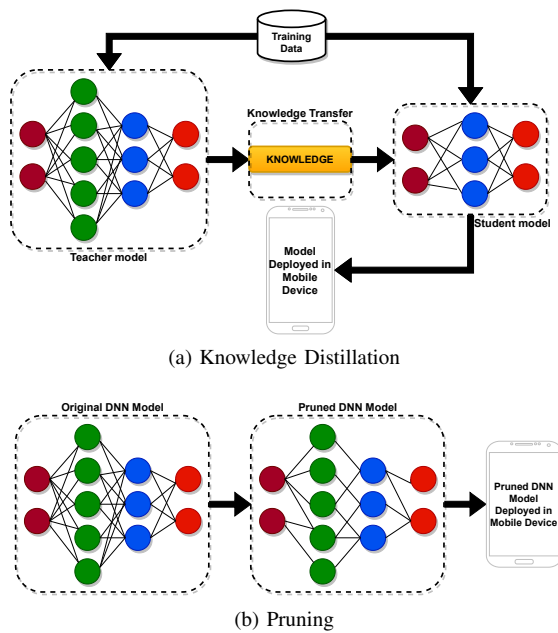 Training
Data
Knowledge Transfer
KNOWLEDGE
Teacher model
Student model
Model
Deployed in
Mobile
Device
(a) Knowledge Distillation
Original DNN Model
Pruned DNN Model
Pruned DNN
Model
Deployed in
Mobile Device
(b) Pruning